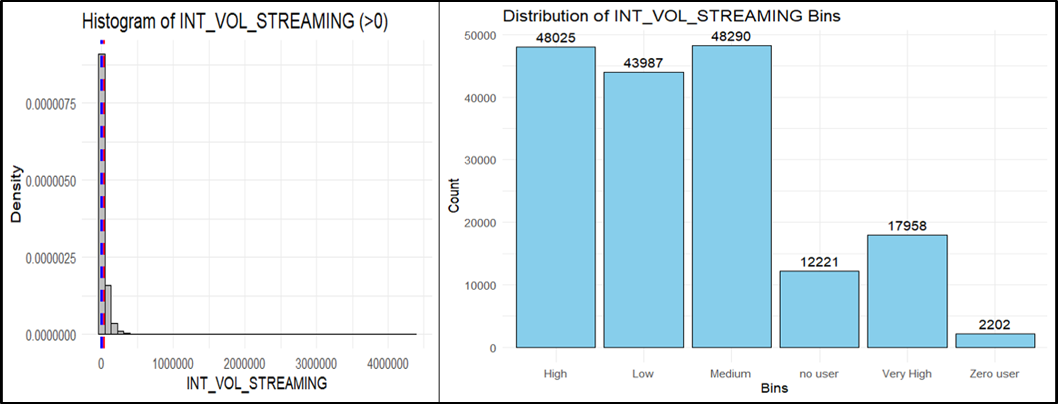 Histogram of INT_VOL_STREAMING (>0)
0.0000075
0.0000050
0.0000025
0.0000000
Density
0 1000000 2000000 3000000 4000000
INT_VOL_STREAMING
Distribution of INT_VOL_STREAMING Bins
50000
40000
30000
20000
10000
0
Count
48025 43987 48290 12221 17958 2202
High Low Medium no user Very High Zero user
Bins